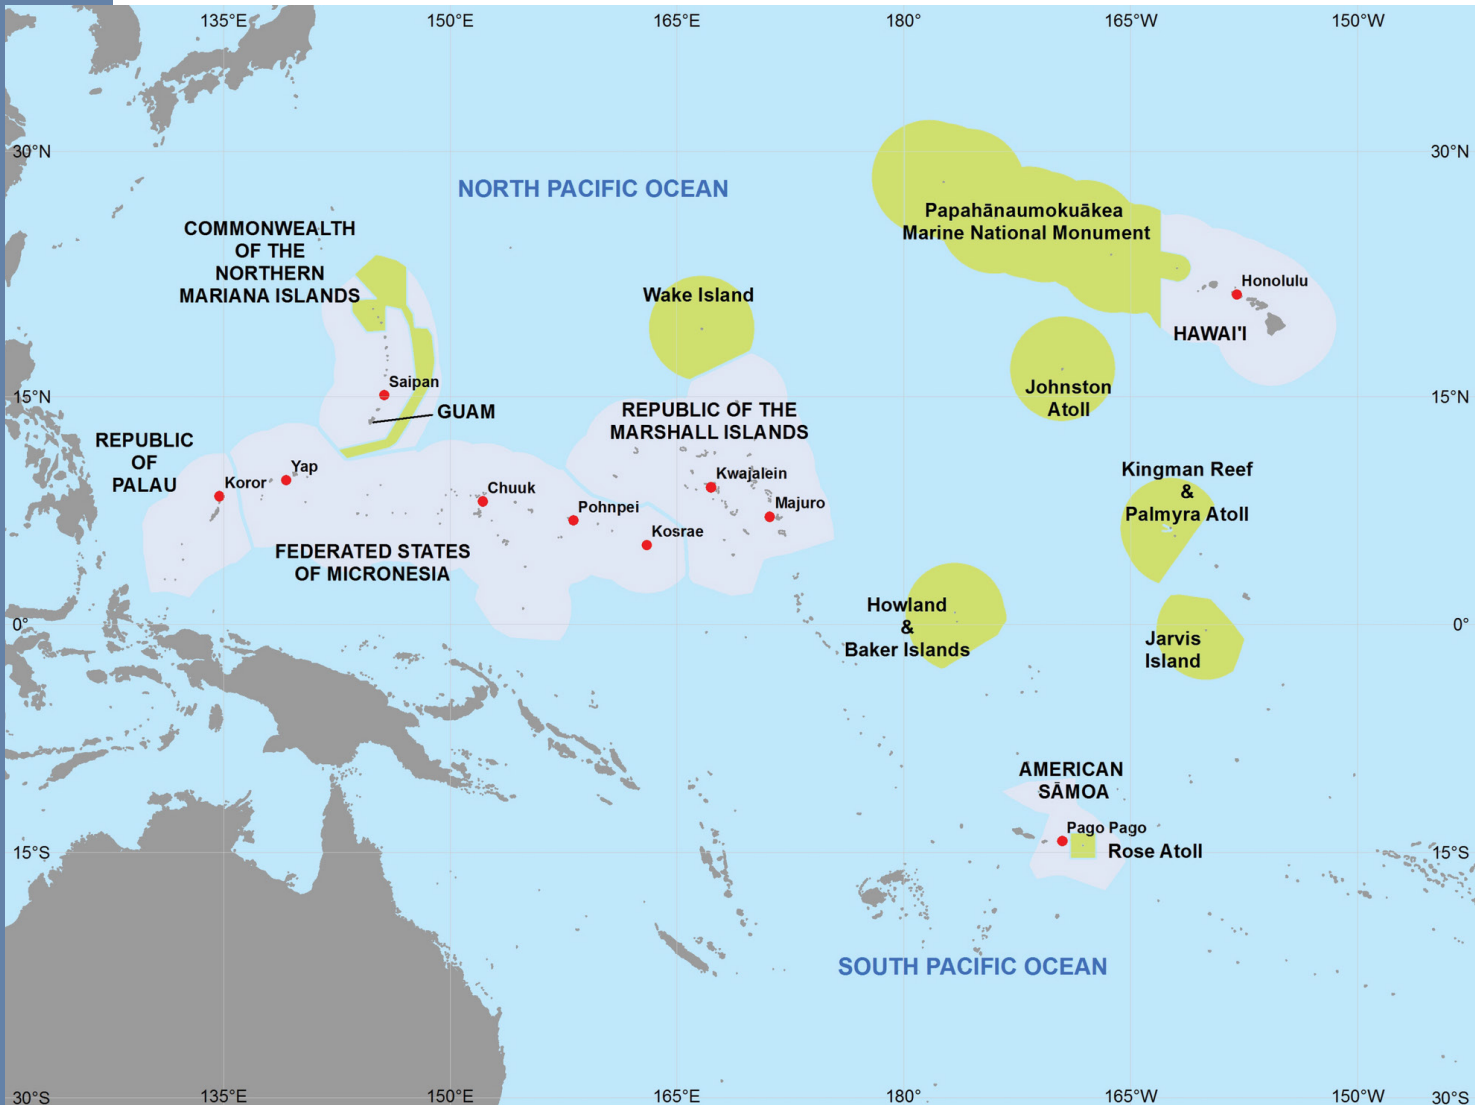 135°E
150°E
165°E
180°
165°W
150°W
30°N
30°N
NORTH PACIFIC OCEAN
Papahānaumokuākea
Marine National Monument
COMMONWEALTH
OF THE
NORTHERN
MARIANA ISLANDS
Wake Island
Honolulu
HAWAI'I
Saipan
GUAM
15°N
15°N
Johnston
Atoll
REPUBLIC OF THE
MARSHALL ISLANDS
REPUBLIC
OF
PALAU
Koror
Yap
Chuuk
Pohnpei
Kosrae
Kwajalein
Majuro
Kingman Reef
&
Palmyra Atoll
FEDERATED STATES
OF MICRONESIA
Howland
&
Baker Islands
0°
0°
Jarvis
Island
AMERICAN
SĀMOA
Pago Pago
Rose Atoll
15°S
15°S
SOUTH PACIFIC OCEAN
30°S
135°E
150°E
165°E
180°
165°W
150°W
30°S